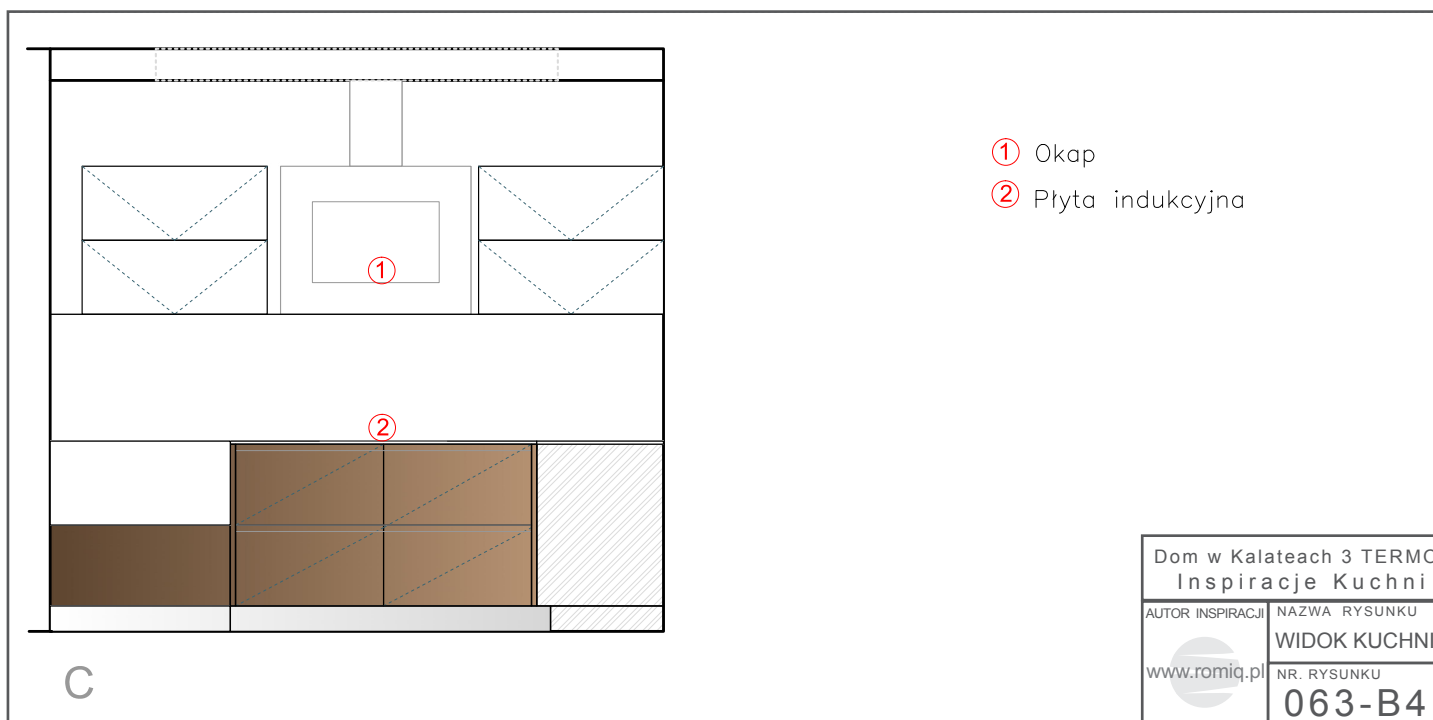 1 Okap
2 Płyta indukcyjna
1
2
C
Dom w Kalateach 3 TERMO
Inspiracje Kuchni
AUTOR INSPIRACJI
www.romiq.pl
NAZWA RYSUNKU
WIDOK KUCHNI
NR. RYSUNKU
063-B4